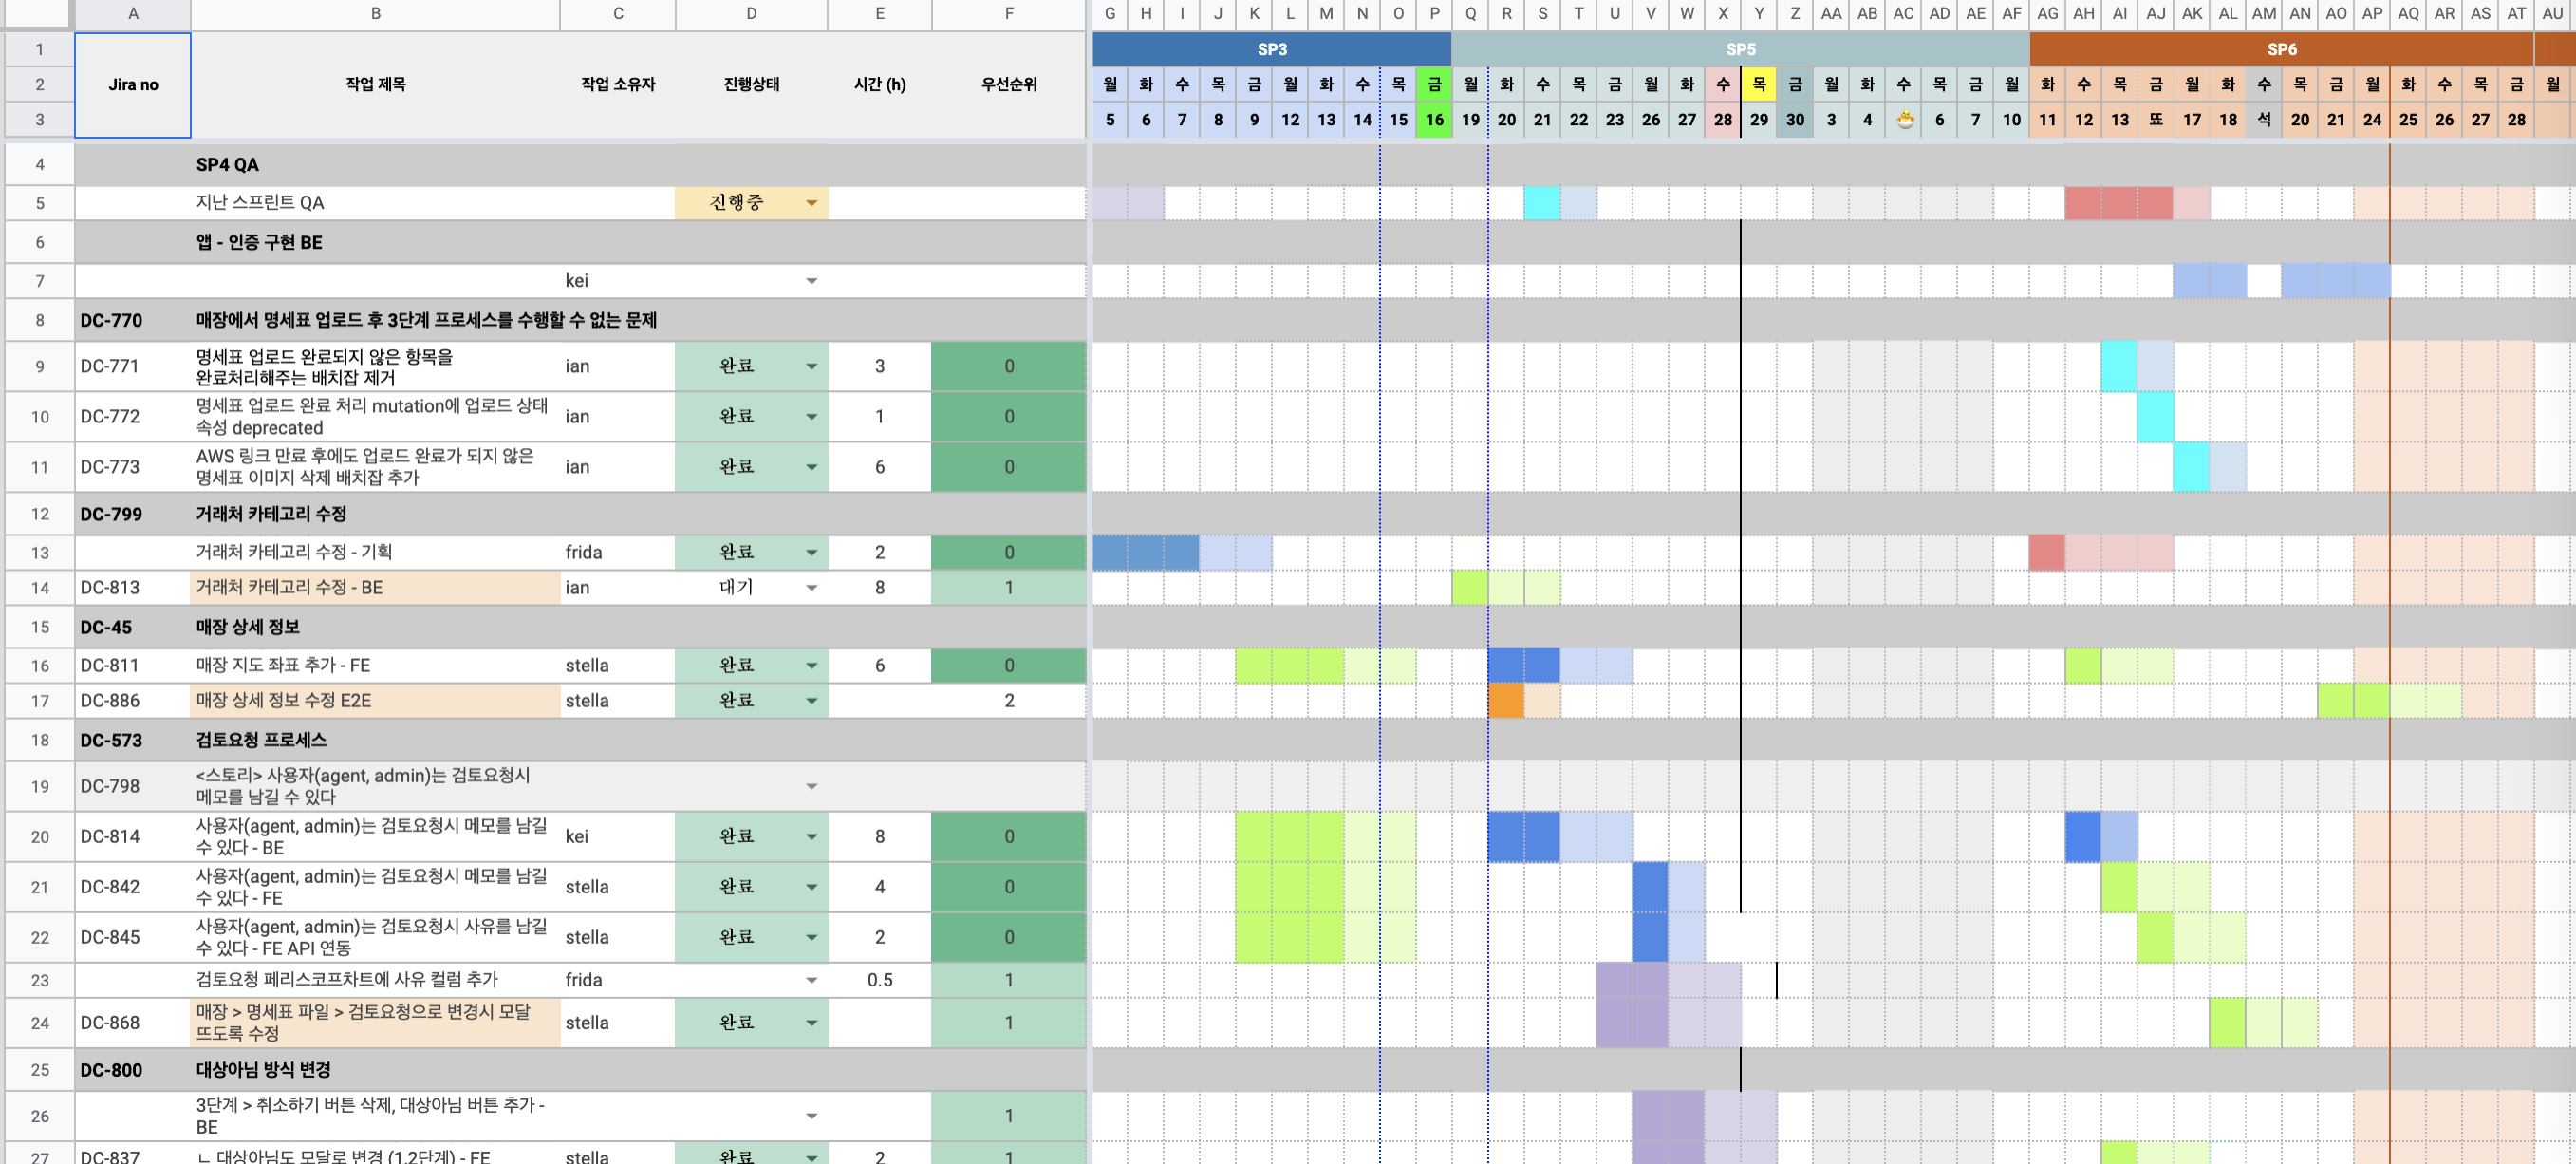 A B C D E F G H I J K L M N O P Q R S T U V W X Y Z AA AB AC AD AE AF AG AH AI AJ AK AL AM AN AO AP AQ AR AS AT AU
1 SP3 SP5 SP6
2 Jira no 작업 제목 작업 소유자 진행상태 시간 (h) 우선순위 월 화 수 목 금 월 화 수 목 금 월 화 수 목 금 월 화 수 목 금 월 화 수 목 월 화 수 목 금 월 화 수 목 금 월 화 수 목 금 월
3 5 6 7 8 9 12 13 14 15 16 19 20 21 22 23 26 27 28 29 30 3 4 6 7 10 11 12 13 뚀 17 18 석 20 21 24 25 26 27 28
4 SP4 QA
5 지난 스프린트 QA 진행중
6 앱 - 인증 구현 BE
7 kei
8 DC-770 매장에서 명세표 업로드 후 3단계 프로세스를 수행할 수 없는 문제
9 DC-771 명세표 업로드 완료되지 않은 항목을
완료처리해주는 배치잡 제거 ian 완료 3 0
10 DC-772 명세표 업로드 완료 처리 mutation에 업로드 상태
속성 deprecated ian 완료 1 0
11 DC-773 AWS 링크 만료 후에도 업로드 완료가 되지 않은
명세표 이미지 삭제 배치잡 추가 ian 완료 6 0
12 DC-799 거래처 카테고리 수정
13 거래처 카테고리 수정 - 기획 frida 완료 2 0
14 DC-813 거래처 카테고리 수정 - BE ian 대기 8 1
15 DC-45 매장 상세 정보
16 DC-811 매장 지도 좌표 추가 - FE stella 완료 6 0
17 DC-886 매장 상세 정보 수정 E2E stella 완료 2
18 DC-573 검토요청 프로세스
19 DC-798 <스토리> 사용자(agent, admin)는 검토요청시
메모를 남길 수 있다
20 DC-814 사용자(agent, admin)는 검토요청시 메모를 남길
수 있다 - BE kei 완료 8 0
21 DC-842 사용자(agent, admin)는 검토요청시 메모를 남길
수 있다 - FE stella 완료 4 0
22 DC-845 사용자(agent, admin)는 검토요청시 사유를 남길
수 있다 - FE API 연동 stella 완료 2 0
23 검토요청 페리스코프차트에 사유 컬럼 추가 frida 0.5 1
24 DC-868 매장 > 명세표 파일 > 검토요청으로 변경시 모달
뜨도록 수정 stella 완료 1
25 DC-800 대상아님 방식 변경
26 3단계 > 취소하기 버튼 삭제, 대상아님 버튼 추가 -
BE 1
27 DC-837 ㄴ 대상아님도 모달로 변경 (1,2단계) - FE stella 완료 2 1